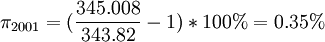 π2001 = (345.008/343.82 − 1) * 100% = 0.35%